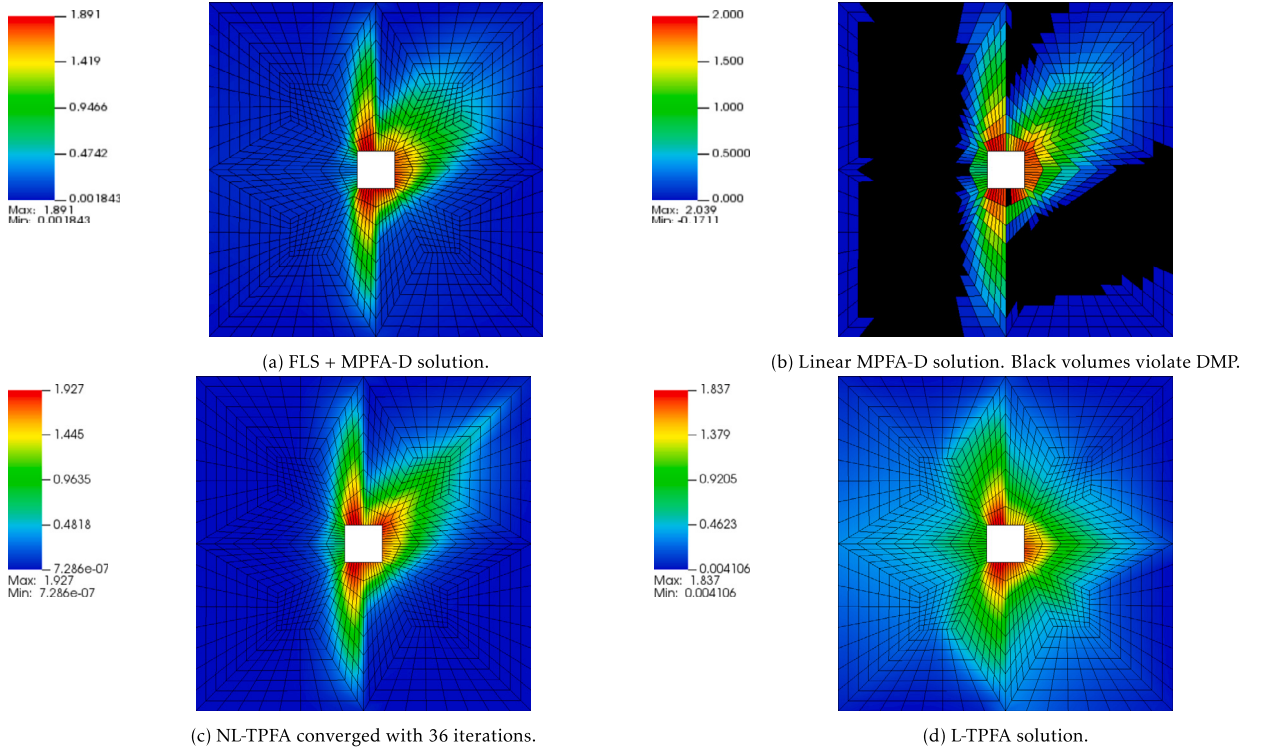 1.891
1.419
0.9466
0.4742
0.001843
Max: 1.891
Min: 0.001843
2.000
1.500
1.000
0.5000
0.000
Max: 2.039
Min: -0.1711
(a) FLS + MPFA-D solution.
(b) Linear MPFA-D solution. Black volumes violate DMP.
1.927
1.445
0.9635
0.4818
7.286e-07
Max: 1.927
Min: 7.286e-07
1.837
1.379
0.9205
0.4623
0.004106
Max: 1.837
Min: 0.004106
(c) NL-TPFA converged with 36 iterations.
(d) L-TPFA solution.